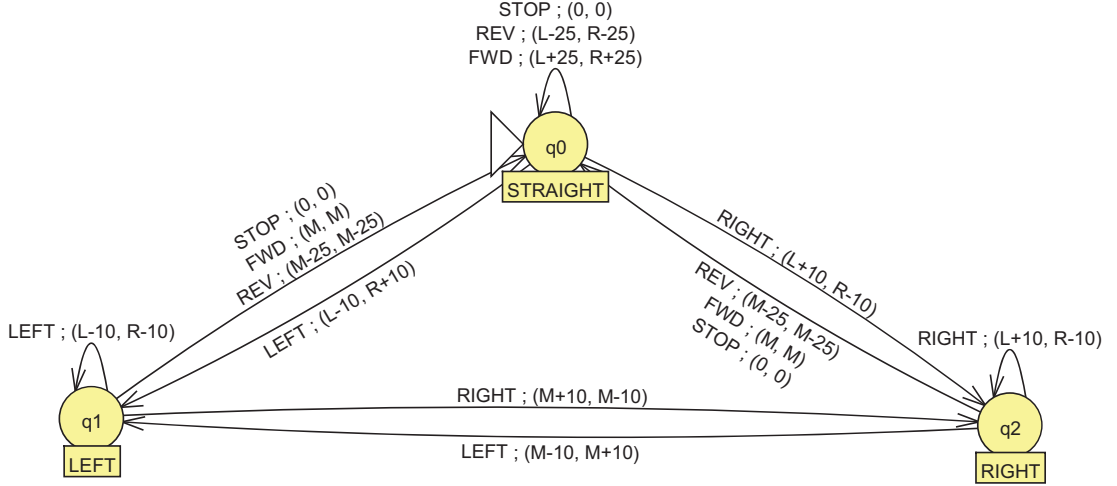 STOP ; (0, 0)
REV ; (L-25, R-25)
FWD ; (L+25, R+25)
q0
STRAIGHT
STOP ; (0, 0)
FWD ; (M, M)
REV ; (M-25, M-25)
LEFT ; (L-10, R+10)
RIGHT ; (L+10, R-10)
REV ; (M-25, M-25)
FWD ; (M, M)
STOP ; (0, 0)
LEFT ; (L-10, R-10)
RIGHT ; (L+10, R-10)
q1
LEFT
RIGHT ; (M+10, M-10)
LEFT ; (M-10, M+10)
q2
RIGHT